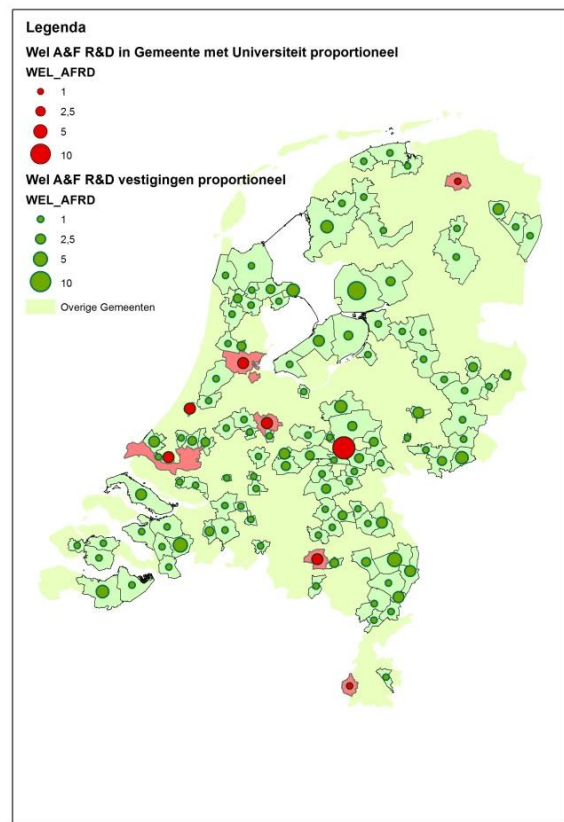 Legenda
Wel A&F R&D in Gemeente met Universiteit proportioneel
WEL_AFRD
1
2,5
5
10
Wel A&F R&D vestigingen proportioneel
WEL_AFRD
1
2,5
5
10
Overige Gemeenten